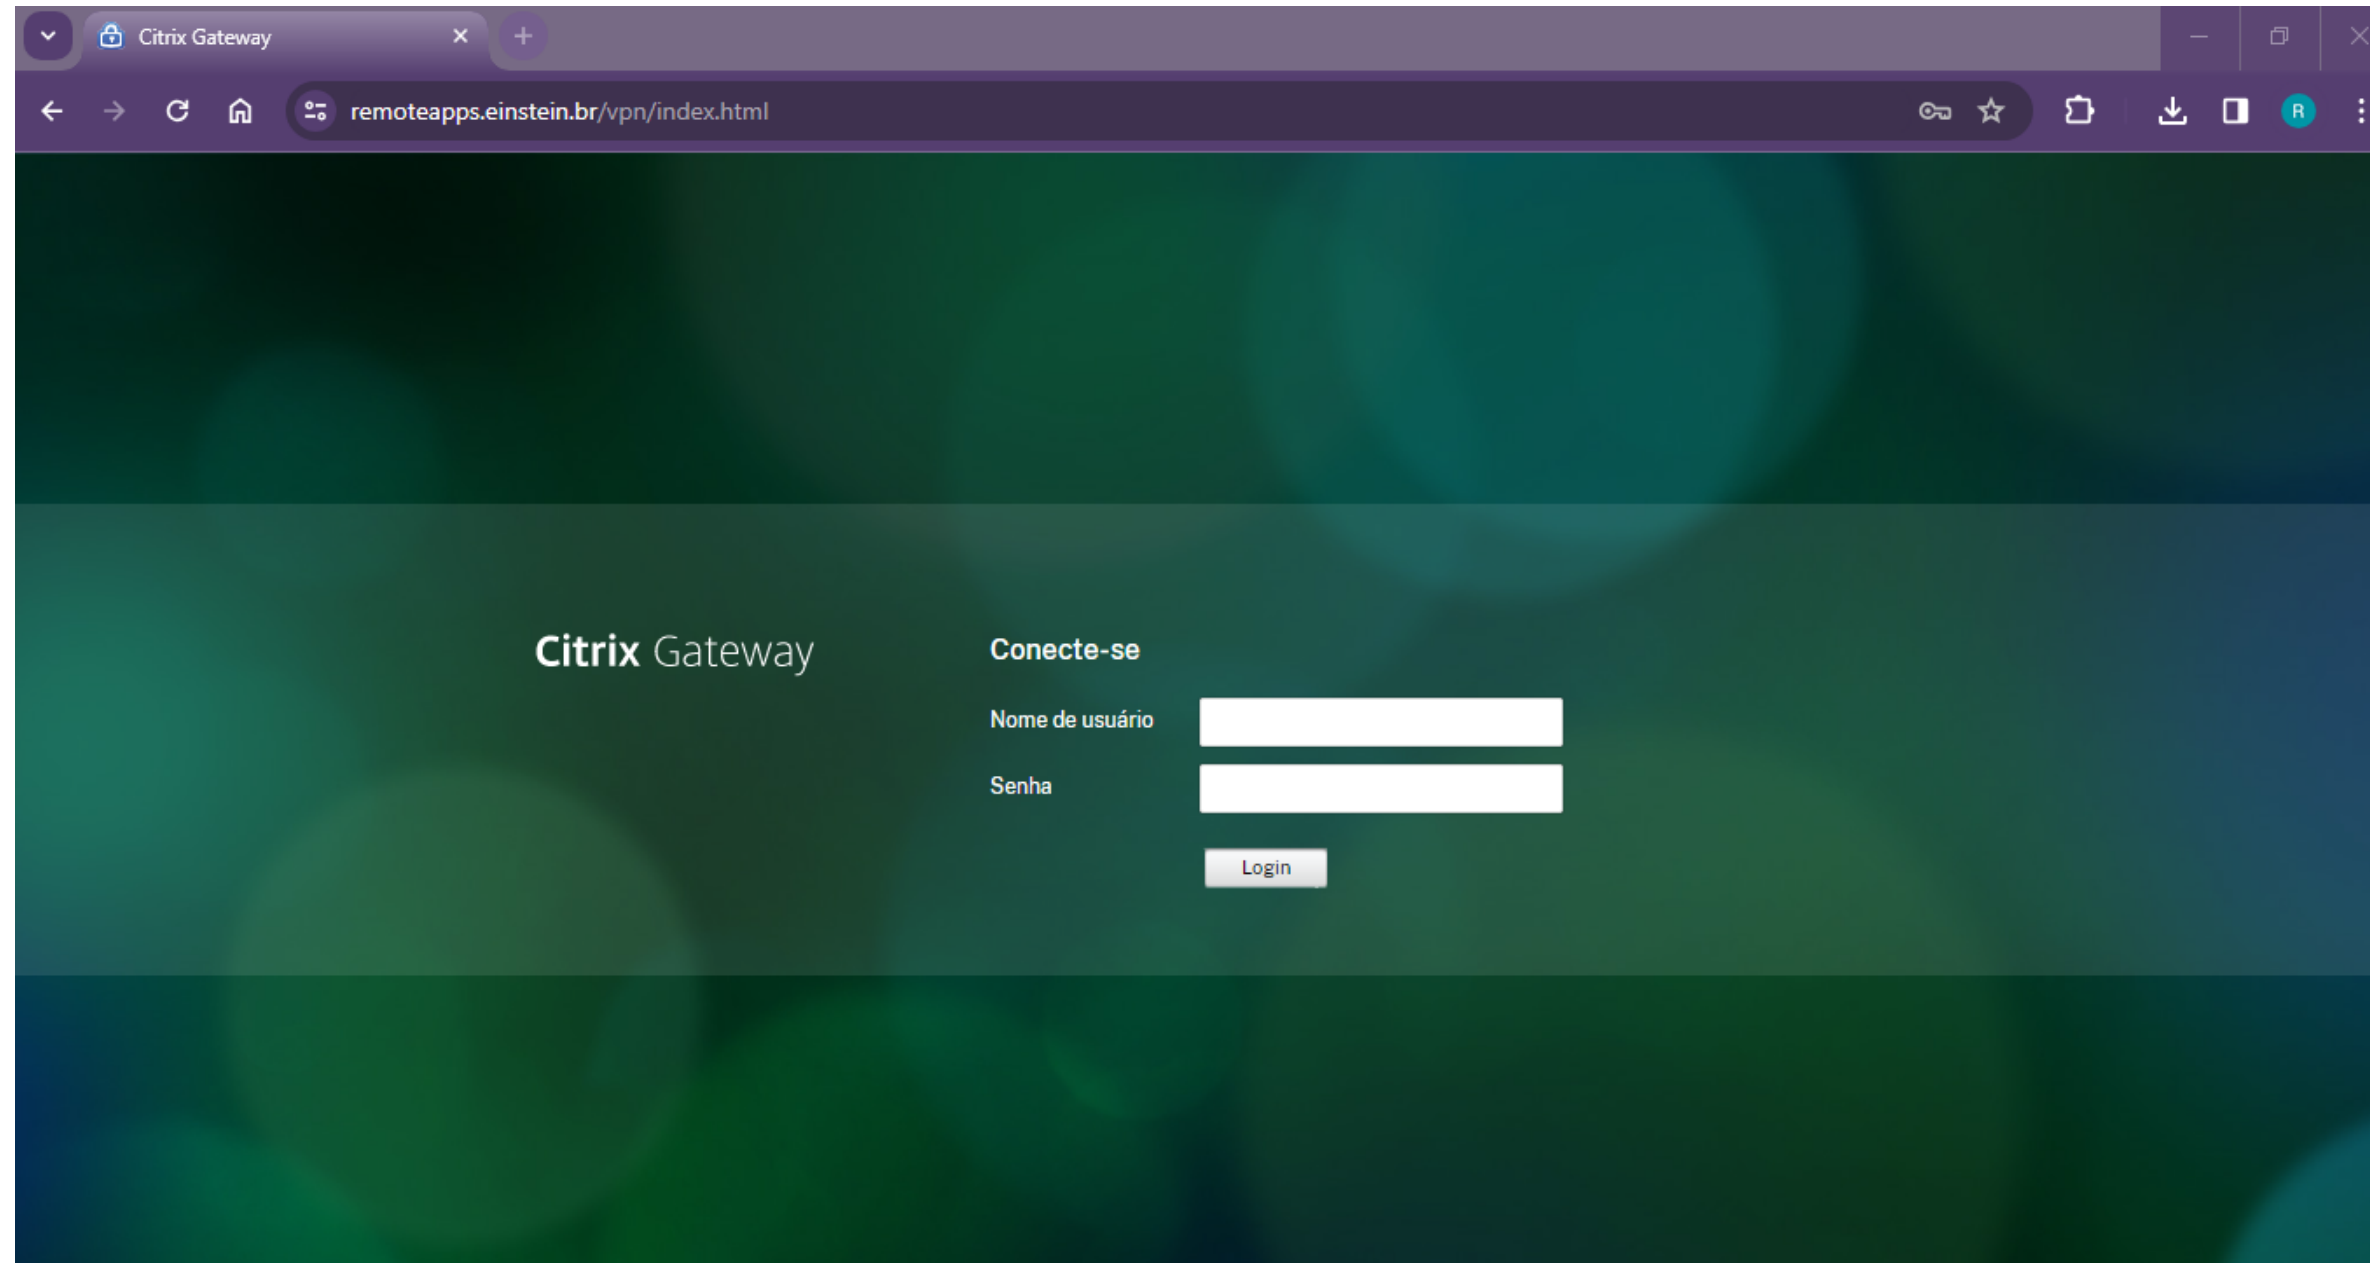 Citrix Gateway
remoteapps.einstein.br/vpn/index.html
R
Citrix Gateway
Conecte-se
Nome de usuário
Senha
Login